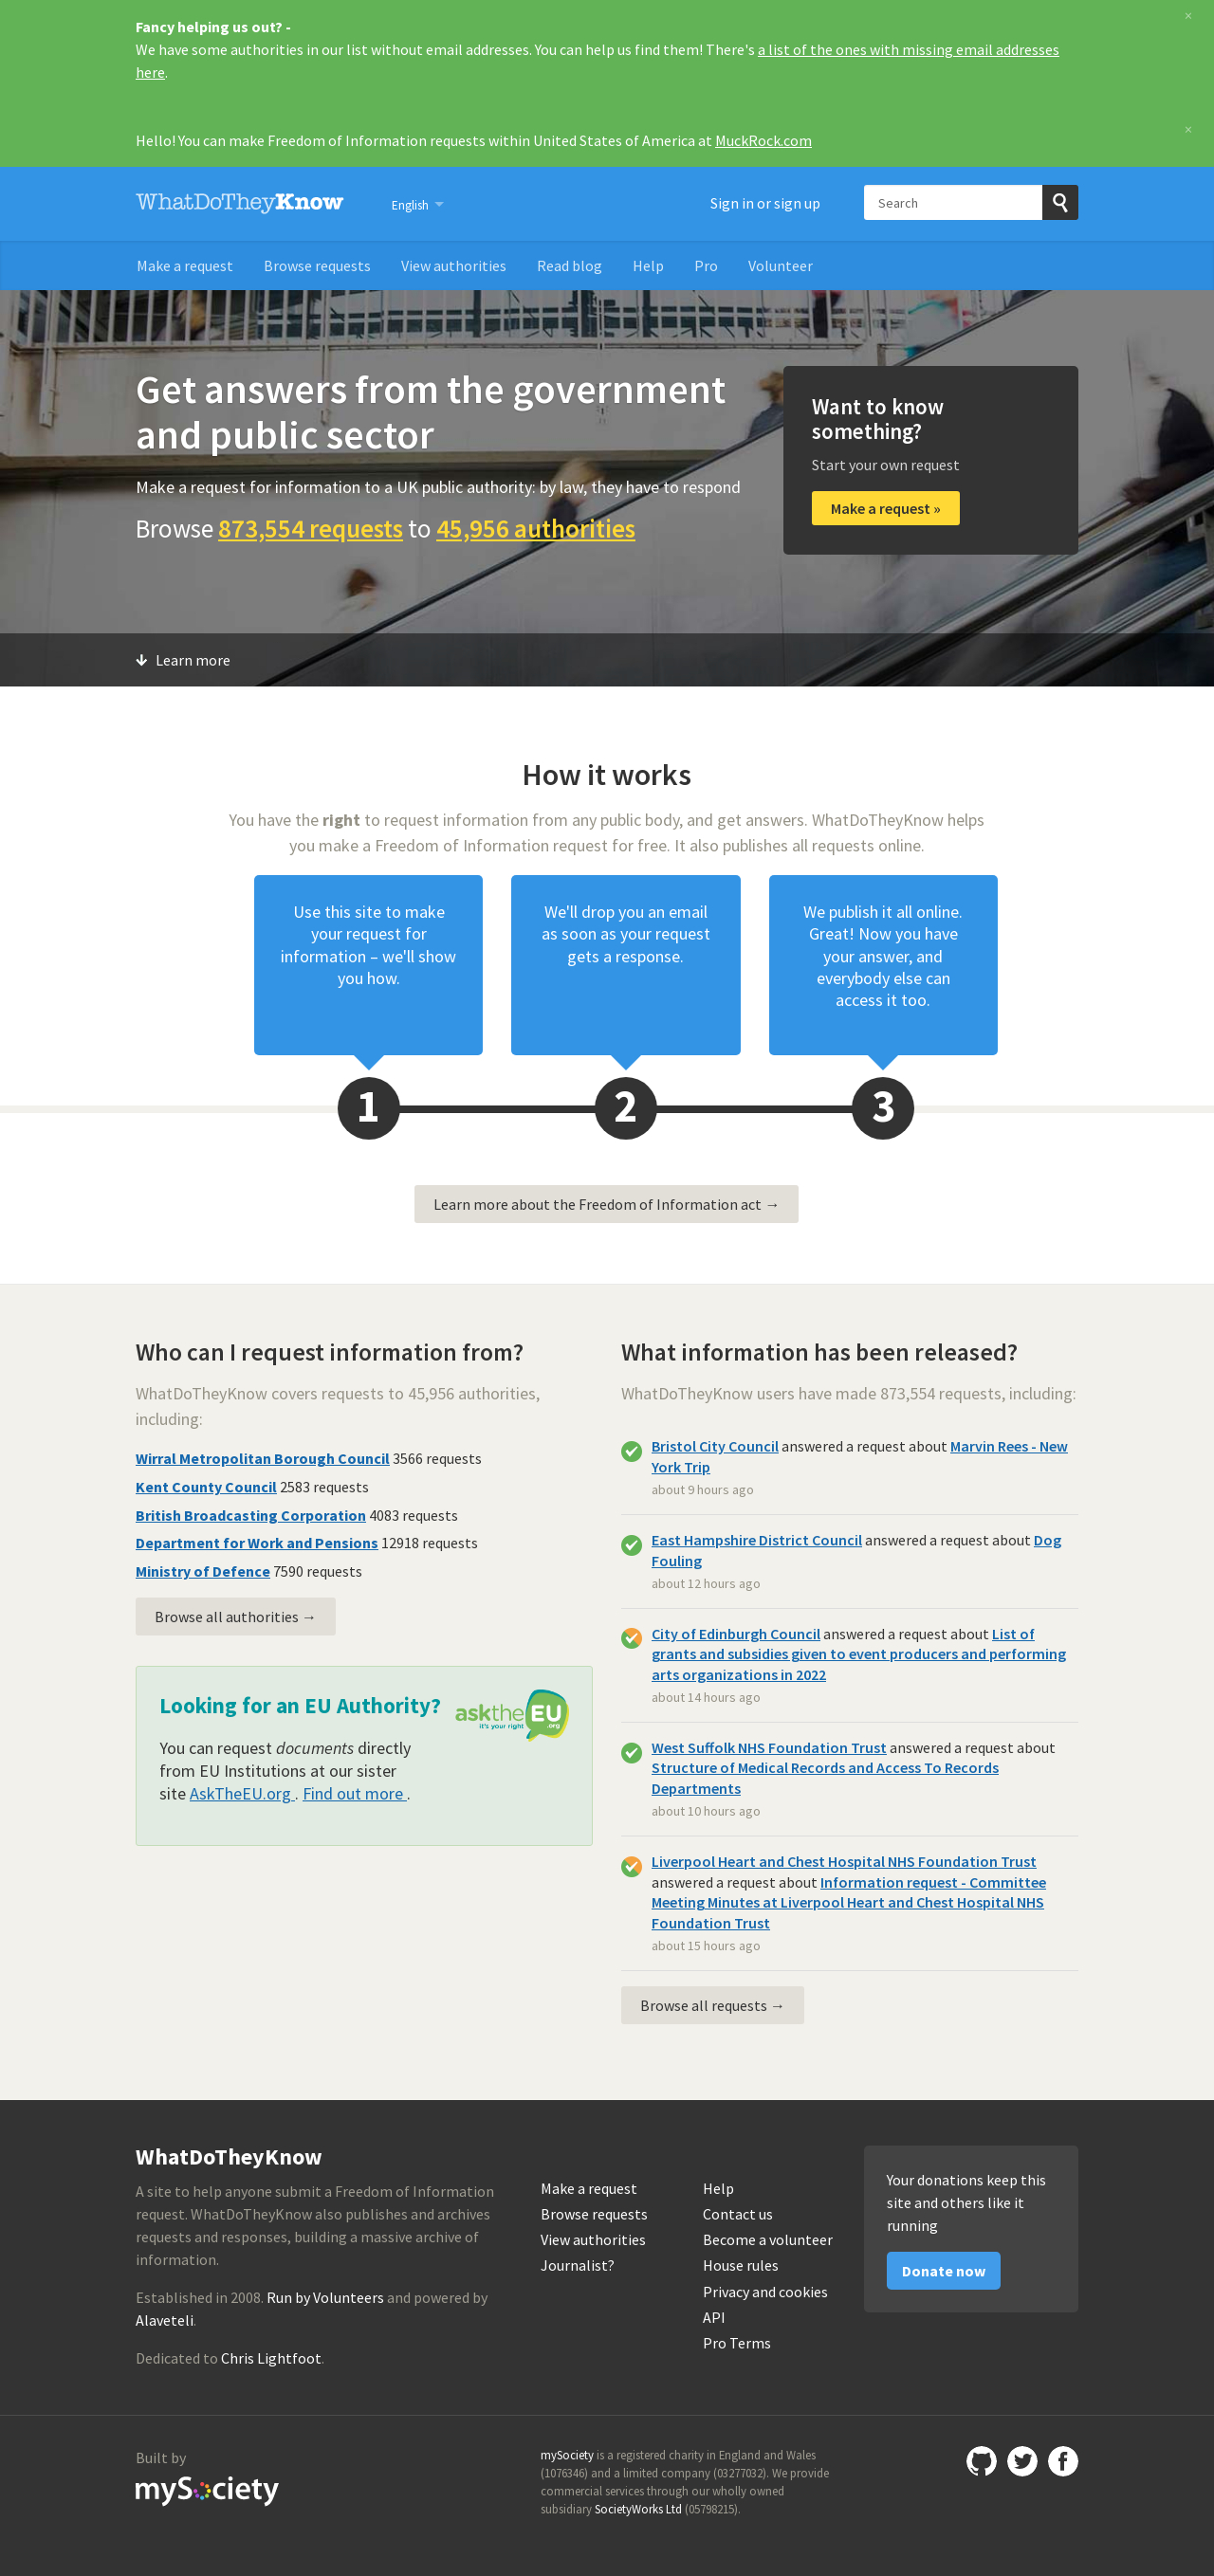 Fancy helping us out? -
We have some authorities in our list without email addresses. You can help us find them! There's a list of the ones with missing email addresses
here.
×
Hello! You can make Freedom of Information requests within United States of America at MuckRock.com
×
WhatDoTheyKnow
English
Sign in or sign up
Search
Make a request
Browse requests
View authorities
Read blog
Help
Pro
Volunteer
Get answers from the government
and public sector
Make a request for information to a UK public authority: by law, they have to respond
Browse 873,554 requests to 45,956 authorities
Want to know
something?
Start your own request
Make a request »
Learn more
How it works
You have the right to request information from any public body, and get answers. WhatDoTheyKnow helps
you make a Freedom of Information request for free. It also publishes all requests online.
Use this site to make
your request for
information – we'll show
you how.
We'll drop you an email
as soon as your request
gets a response.
We publish it all online.
Great! Now you have
your answer, and
everybody else can
access it too.
1
2
3
Learn more about the Freedom of Information act →
Who can I request information from?
WhatDoTheyKnow covers requests to 45,956 authorities,
including:
Wirral Metropolitan Borough Council 3566 requests
Kent County Council 2583 requests
British Broadcasting Corporation 4083 requests
Department for Work and Pensions 12918 requests
Ministry of Defence 7590 requests
Browse all authorities →
Looking for an EU Authority?
asktheEU
it's your right
.org
You can request documents directly
from EU Institutions at our sister
site AskTheEU.org . Find out more .
What information has been released?
WhatDoTheyKnow users have made 873,554 requests, including:
Bristol City Council answered a request about Marvin Rees - New
York Trip
about 9 hours ago
East Hampshire District Council answered a request about Dog
Fouling
about 12 hours ago
City of Edinburgh Council answered a request about List of
grants and subsidies given to event producers and performing
arts organizations in 2022
about 14 hours ago
West Suffolk NHS Foundation Trust answered a request about
Structure of Medical Records and Access To Records
Departments
about 10 hours ago
Liverpool Heart and Chest Hospital NHS Foundation Trust
answered a request about Information request - Committee
Meeting Minutes at Liverpool Heart and Chest Hospital NHS
Foundation Trust
about 15 hours ago
Browse all requests →
WhatDoTheyKnow
A site to help anyone submit a Freedom of Information
request. WhatDoTheyKnow also publishes and archives
requests and responses, building a massive archive of
information.
Established in 2008. Run by Volunteers and powered by
Alaveteli.
Dedicated to Chris Lightfoot.
Make a request
Browse requests
View authorities
Journalist?
Help
Contact us
Become a volunteer
House rules
Privacy and cookies
API
Pro Terms
Your donations keep this
site and others like it
running
Donate now
Built by
mySociety
mySociety is a registered charity in England and Wales
(1076346) and a limited company (03277032). We provide
commercial services through our wholly owned
subsidiary SocietyWorks Ltd (05798215).